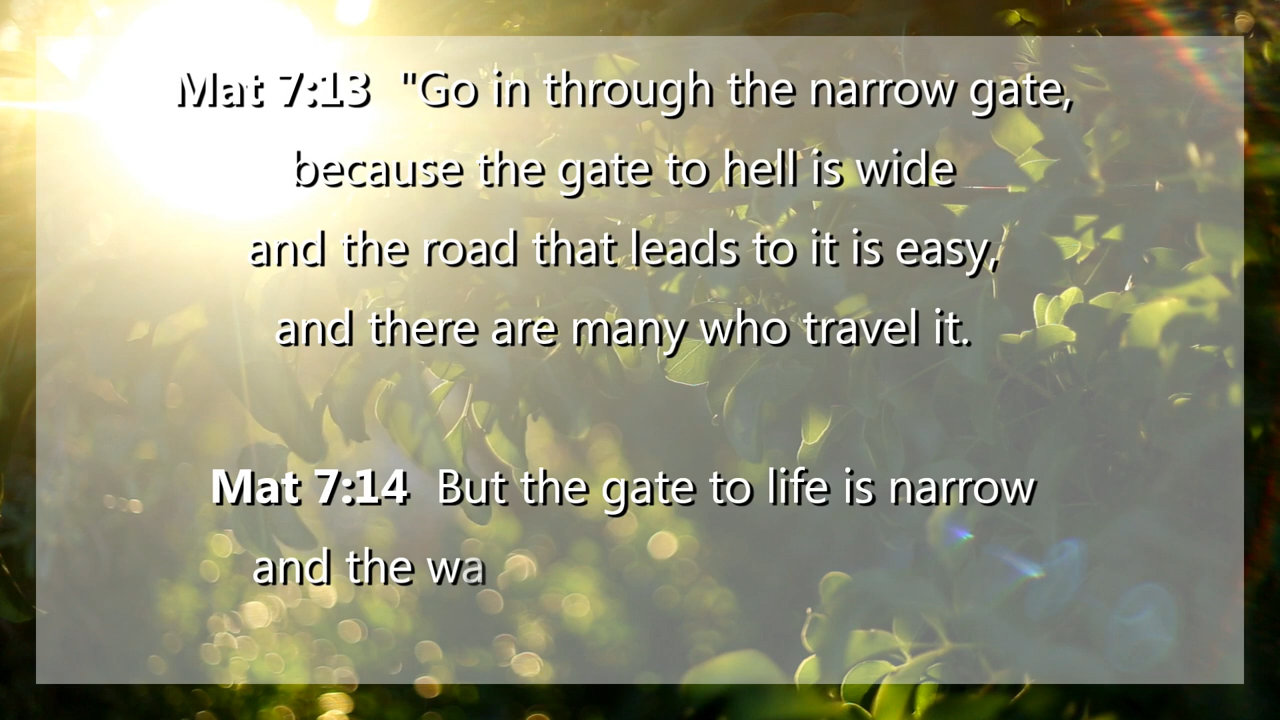 Mat 7:13 "Go in through the narrow gate,
because the gate to hell is wide
and the road that leads to it is easy,
and there are many who travel it.
Mat 7:14 But the gate to life is narrow
and the wa